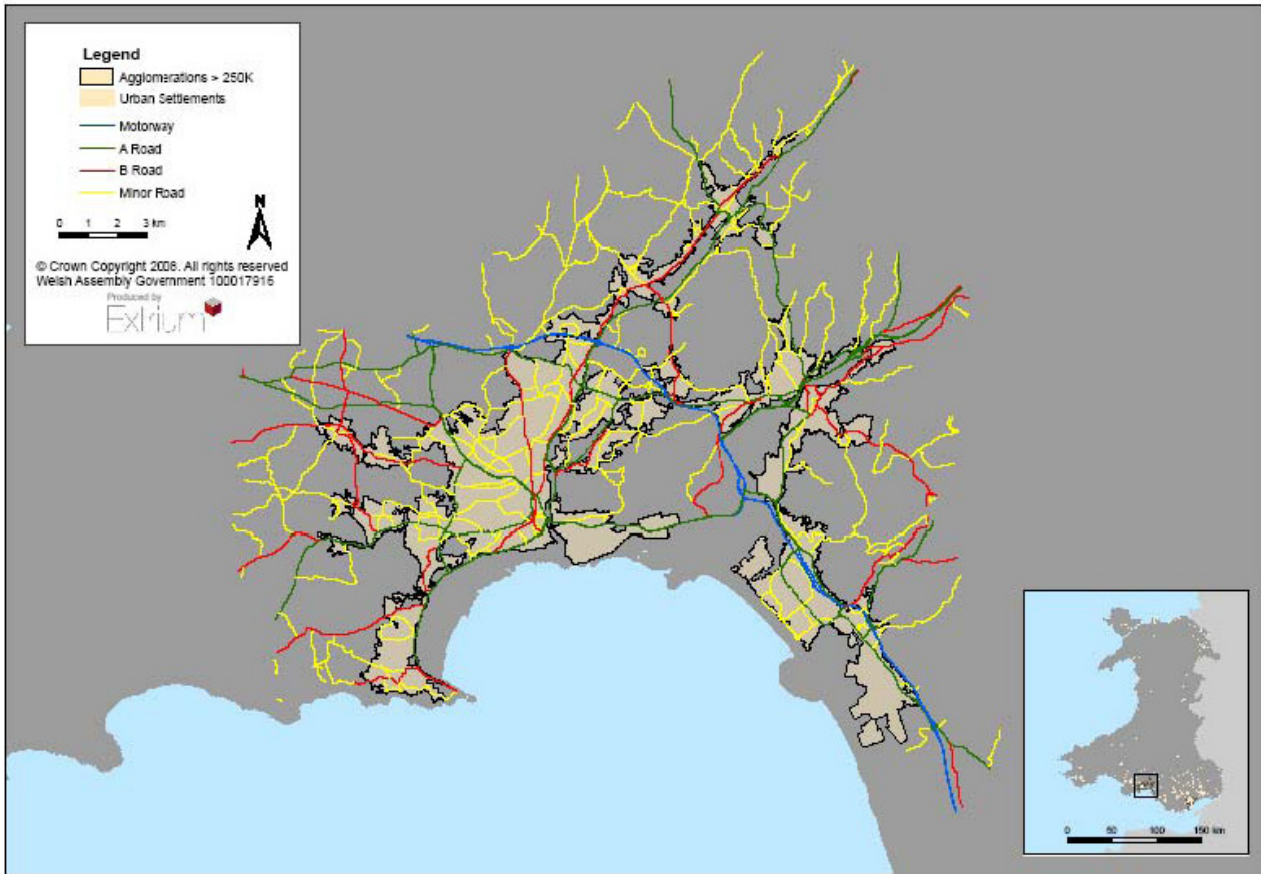 Legend
Agglomerations > 250K
Urban Settlements
Motorway
A Road
B Road
Minor Road
N
0 1 2 3 km
© Crown Copyright 2008. All rights reserved
Welsh Assembly Government 100017916
Produced by
Extrium
0 50 100 150 km